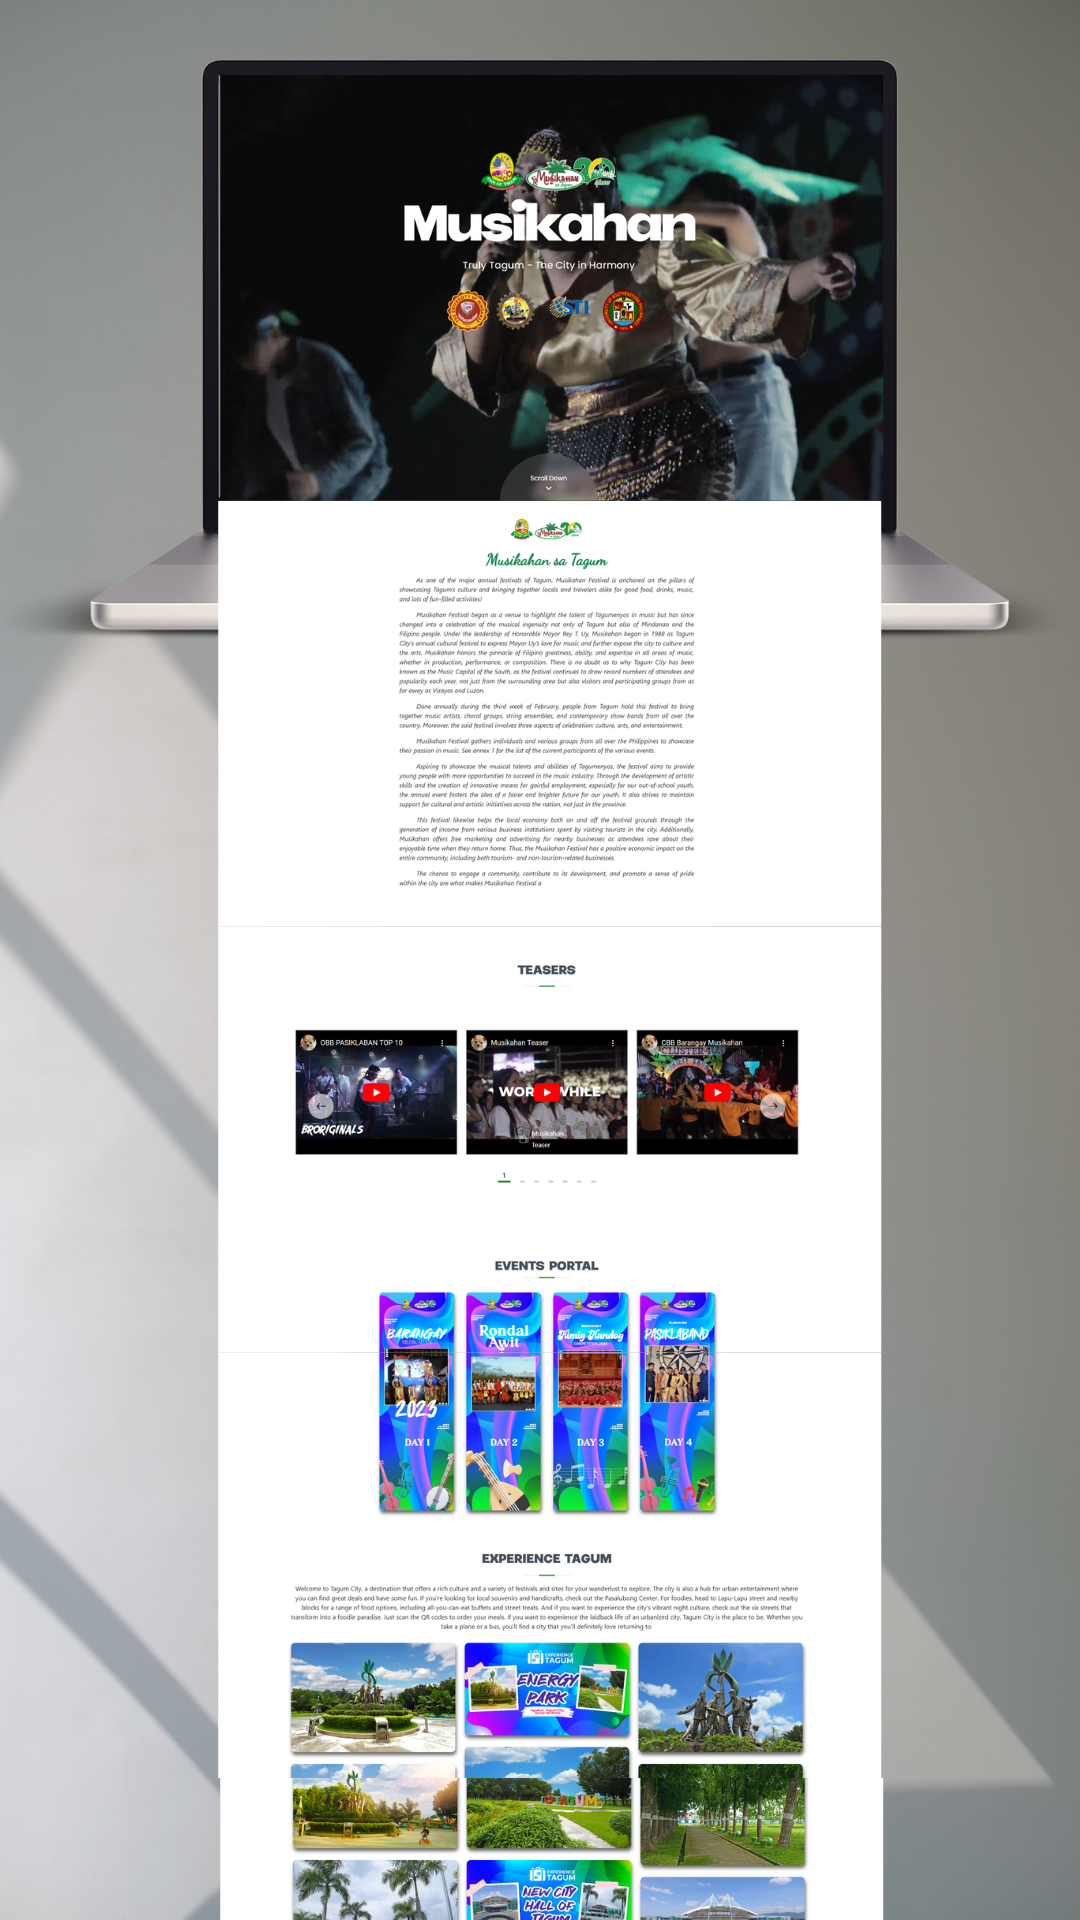 Musikahan
Truly Tagum - The City in Harmony
STI
Scroll Down
Musikahan sa Tagum
As one of the major annual festivals of Tagum, Musikahan Festival is anchored on the pillars of
showcasing Tagum's culture and bringing together locals and travelers alike for good food, drinks, music,
and lots of fun-filled activities!
Musikahan Festival began as a venue to highlight the talent of Tagumenyos in music but has since
changed into a celebration of the musical ingenuity not only of Tagum but also of Mindanao and the
Filipino people. Under the leadership of Honorable Mayor Rey T. Uy, Musikahan began in 1988 as Tagum
City's annual cultural festival to express Mayor Uy's love for music and further expose the city to culture and
the arts. Musikahan honors the pinnacle of Filipino greatness, ability, and expertise in all areas of music,
whether in production, performance, or composition. There is no doubt as to why Tagum City has been
known as the Music Capital of the South, as the festival continues to draw record numbers of attendees and
popularity each year, not just from the surrounding area but also visitors and participating groups from as
far away as Visayas and Luzon.
Done annually during the third week of February, people from Tagum hold this festival to bring
together music artists, choral groups, string ensembles, and contemporary show bands from all over the
country. Moreover, the said festival involves three aspects of celebration: culture, arts, and entertainment.
Musikahan Festival gathers individuals and various groups from all over the Philippines to showcase
their passion in music. See annex 1 for the list of the current participants of the various events.
Aspiring to showcase the musical talents and abilities of Tagumenyos, the festival aims to provide
young people with more opportunities to succeed in the music industry. Through the development of artistic
skills and the creation of innovative means for gainful employment, especially for our out-of-school youth,
the annual event fosters the idea of a fairer and brighter future for our youth. It also strives to maintain
support for cultural and artistic initiatives across the nation, not just in the province.
This festival likewise helps the local economy both on and off the festival grounds through the
generation of income from various business institutions spent by visiting tourists in the city. Additionally,
Musikahan offers free marketing and advertising for nearby businesses as attendees rave about their
enjoyable time when they return home. Thus, the Musikahan Festival has a positive economic impact on the
entire community, including both tourism- and non-tourism-related businesses.
The chance to engage a community, contribute to its development, and promote a sense of pride
within the city are what makes Musikahan Festival a
TEASERS
OBB PASIKLABAN TOP 10
BRORIGINALS
Musikahan Teaser
WORTHWHILE
Musikahan
Teaser
CBB Barangay Musikahan
1
EVENTS PORTAL
BARANGAY
2023
DAY 1
Rondal
Awit
DAY 2
Himig Handog
DAY 3
PASIKLABAND
DAY 4
EXPERIENCE TAGUM
Welcome to Tagum City, a destination that offers a rich culture and a variety of festivals and sites for your wanderlust to explore. The city is also a hub for urban entertainment where
you can find great deals and have some fun. If you're looking for local souvenirs and handicrafts, check out the Pasalubong Center. For foodies, head to Lapu-Lapu street and nearby
blocks for a range of food options, including all-you-can-eat buffets and street treats. And if you want to experience the city's vibrant night culture, check out the six streets that
transform into a foodie paradise. Just scan the QR codes to order your meals. If you want to experience the laidback life of an urbanized city, Tagum City is the place to be. Whether you
take a plane or a bus, you'll find a city that you'll definitely love returning to.
EXPERIENCE
TAGUM
ENERGY
PARK
TAGUM
EXPERIENCE
TAGUM
NEW CITY
HALL OF
TAGUM